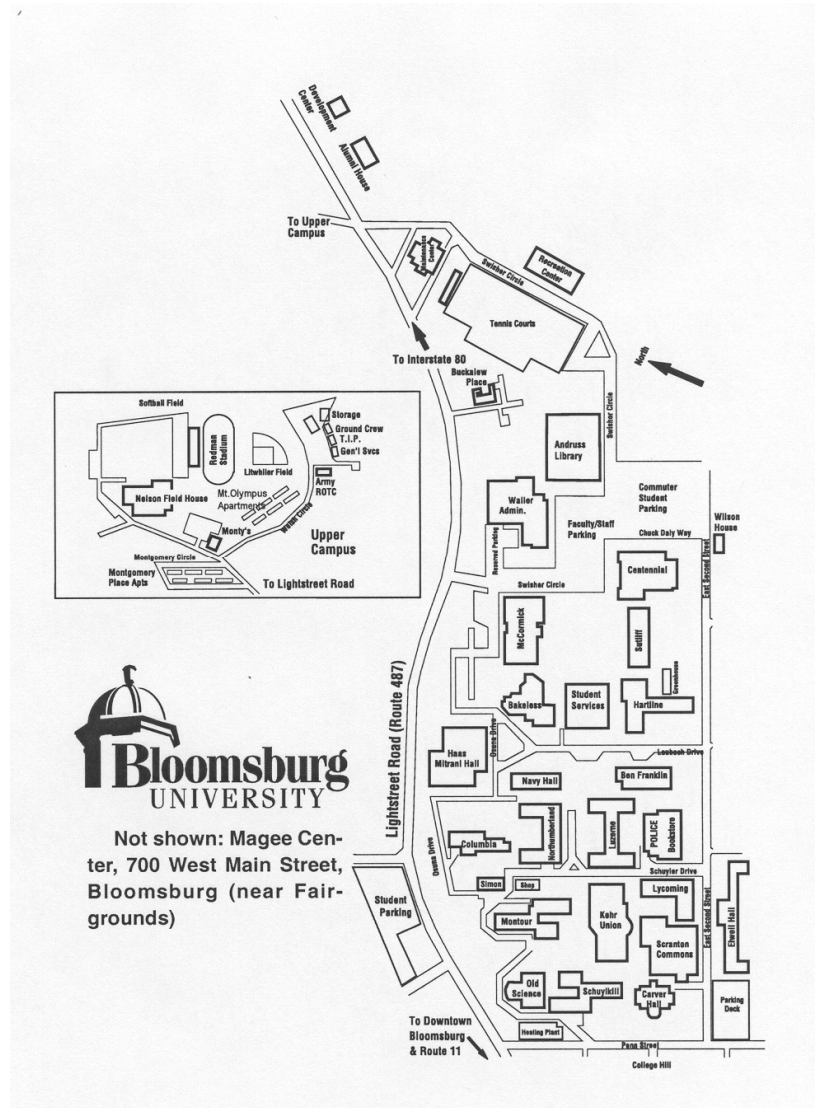 Development
Center
Alumni House
To Upper
Campus
Maintenance
Center
Swisher Circle
Recreation
Center
Tennis Courts
North
To Interstate 80
Buckalew
Place
Swisher Circle
Andruss
Library
Softball Field
Storage
Ground Crew
T.I.P.
Gen'l Svcs
Redman
Stadium
Litwhiler Field
Army
ROTC
Nelson Field House
Mt.Olympus
Apartments
Monty's
Upper
Campus
Montgomery Circle
Montgomery
Place Apts
To Lightstreet Road
Waller
Admin.
Commuter
Student
Parking
Faculty/Staff
Parking
Reserved Parking
Wilson
House
Chuck Daly Way
East Second Street
Centennial
Swisher Circle
McCormick
Sutliff
Greenhouse
Bakeless
Student
Services
Hartline
Lightstreet Road (Route 487)
Osuna Drive
Haas
Mitrani Hall
Laubach Drive
Navy Hall
Ben Franklin
Bloomsburg
UNIVERSITY
Not shown: Magee Cen-
ter, 700 West Main Street,
Bloomsburg (near Fair-
grounds)
Osuna Drive
Columbia
Northumberland
Luzerne
POLICE
Bookstore
Schuyler Drive
Simon
Shop
Lycoming
Student
Parking
Montour
Kehr
Union
Scranton
Commons
East Second Street
Elwell Hall
Old
Science
Schuylkill
Carver
Hall
Parking
Deck
Heating Plant
To Downtown
Bloomsburg
& Route 11
Penn Street
College Hill